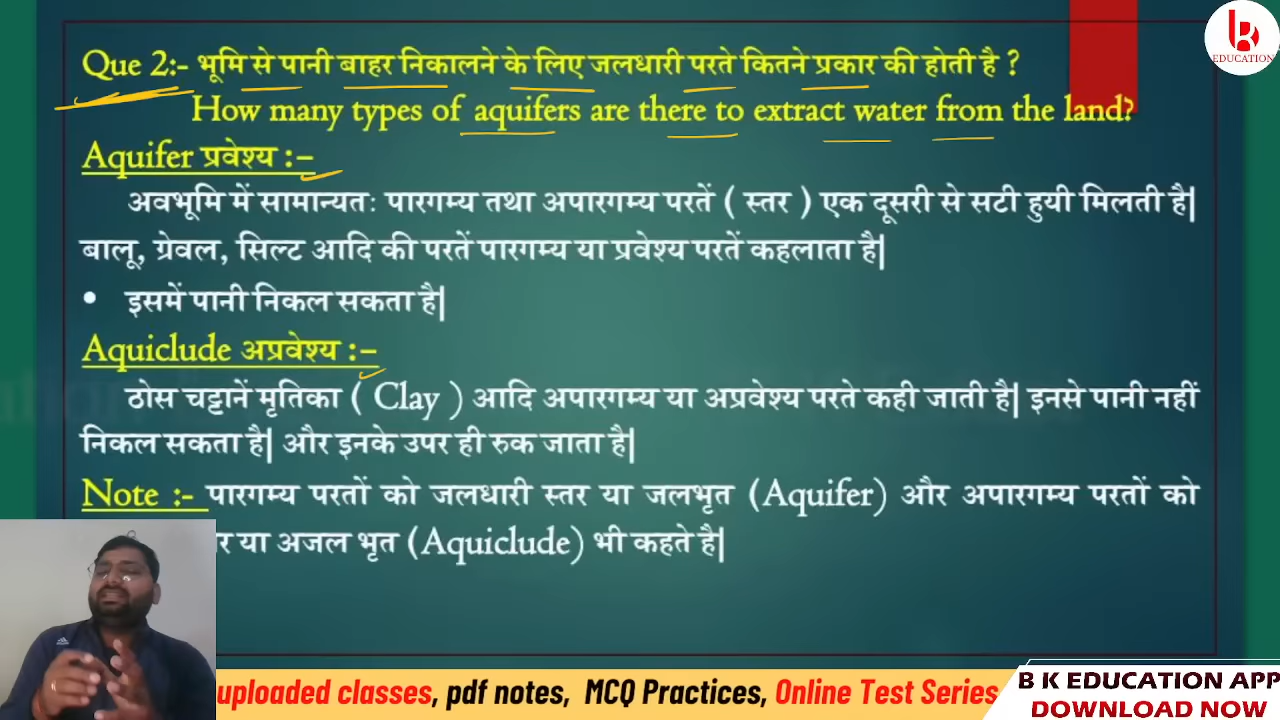 Que 2:- भूमि से पानी बाहर निकालने के लिए जलधारी परते कितने प्रकार की होती है ?
How many types of aquifers are there to extract water from the land?
Aquifer प्रवेश्य :-
अवभूमि में सामान्यतः पारगम्य तथा अपारगम्य परतें ( स्तर ) एक दूसरी से सटी हुयी मिलती है|
बालू, ग्रेवल, सिल्ट आदि की परतें पारगम्य या प्रवेश्य परतें कहलाता है|
• इसमें पानी निकल सकता है|
Aquiclude अप्रवेश्य :-
ठोस चट्टानें मृतिका ( Clay ) आदि अपारगम्य या अप्रवेश्य परते कही जाती है| इनसे पानी नहीं
निकल सकता है| और इनके उपर ही रुक जाता है|
Note :- पारगम्य परतों को जलधारी स्तर या जलभृत (Aquifer) और अपारगम्य परतों को
र या अजल भृत (Aquiclude) भी कहते है|
k
EDUCATION
uploaded classes, pdf notes, MCQ Practices, Online Test Series
B K EDUCATION APP
DOWNLOAD NOW